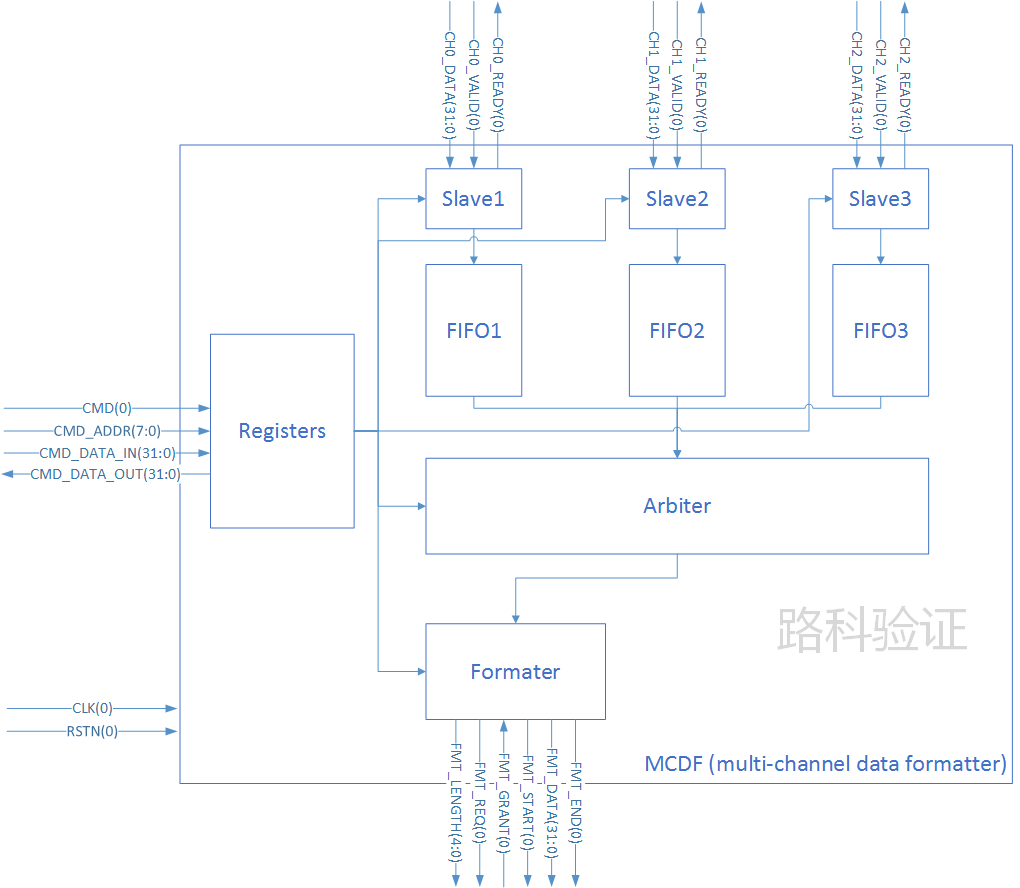 CH0_DATA(31:0)
CH0_VALID(0)
CH0_READY(0)
CH1_DATA(31:0)
CH1_VALID(0)
CH1_READY(0)
CH2_DATA(31:0)
CH2_VALID(0)
CH2_READY(0)
Slave1
Slave2
Slave3
FIFO1
FIFO2
FIFO3
CMD(0)
CMD_ADDR(7:0)
CMD_DATA_IN(31:0)
CMD_DATA_OUT(31:0)
Registers
Arbiter
路科验证
Formater
CLK(0)
RSTN(0)
MCDF (multi-channel data formatter)
FMT_LENGTH(4:0)
FMT_REQ(0)
FMT_GRANT(0)
FMT_START(0)
FMT_DATA(31:0)
FMT_END(0)